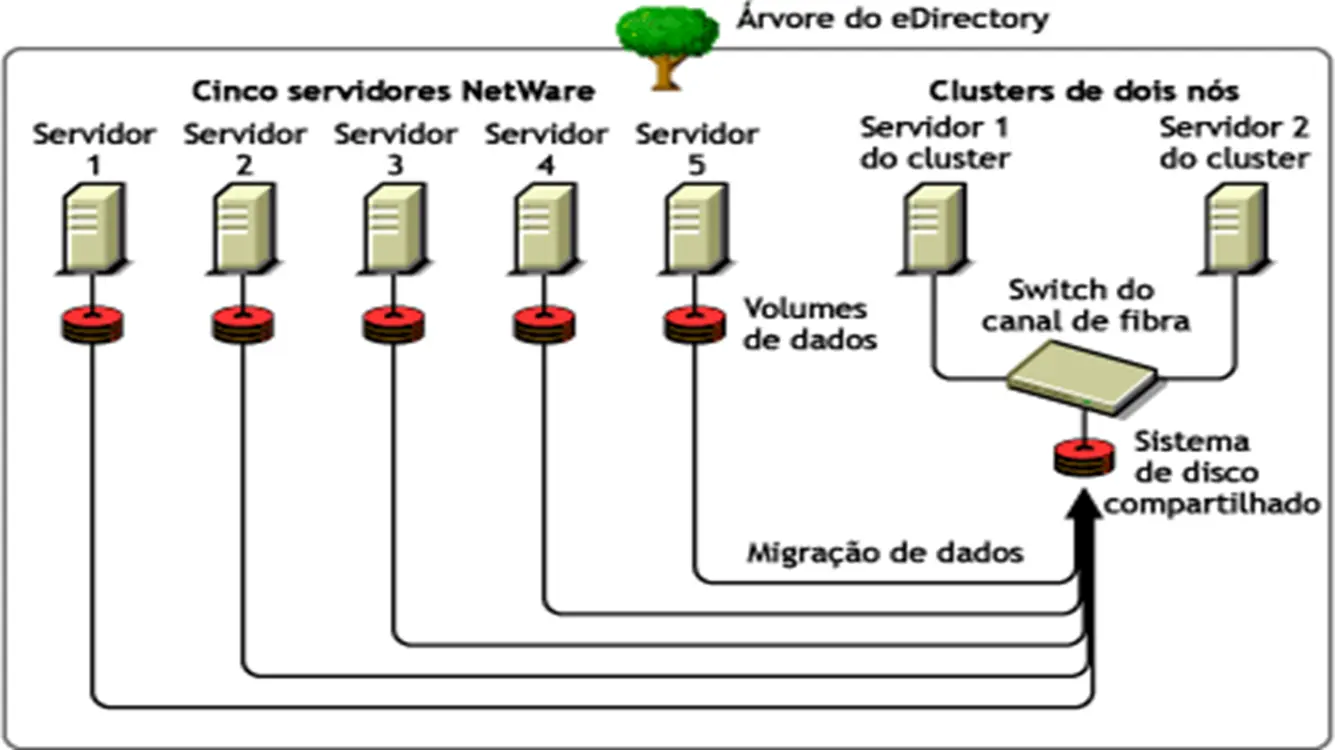 Árvore do eDirectory
Cinco servidores NetWare
Clusters de dois nós
Servidor
1
Servidor
2
Servidor
3
Servidor
4
Servidor
5
Servidor 1
do cluster
Servidor 2
do cluster
Volumes
de dados
Switch do
canal de fibra
Sistema
de disco
compartilhado
Migração de dados